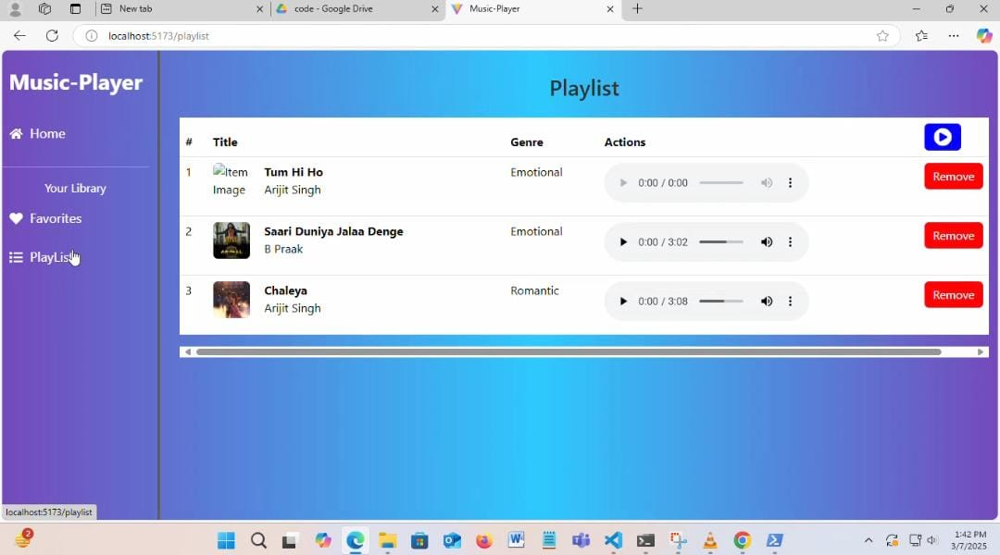 New tab
code - Google Drive
Music-Player
localhost:5173/playlist
Music-Player
Home
Your Library
Favorites
PlayList
Playlist
# Title Genre Actions
1 Item Image Tum Hi Ho Emotional 0:00 / 0:00 Remove
Arijit Singh
2 Saari Duniya Jalaa Denge Emotional 0:00 / 3:02 Remove
B Praak
3 Chaleya Romantic 0:00 / 3:08 Remove
Arijit Singh
localhost:5173/playlist
2
1:42 PM
3/7/2025